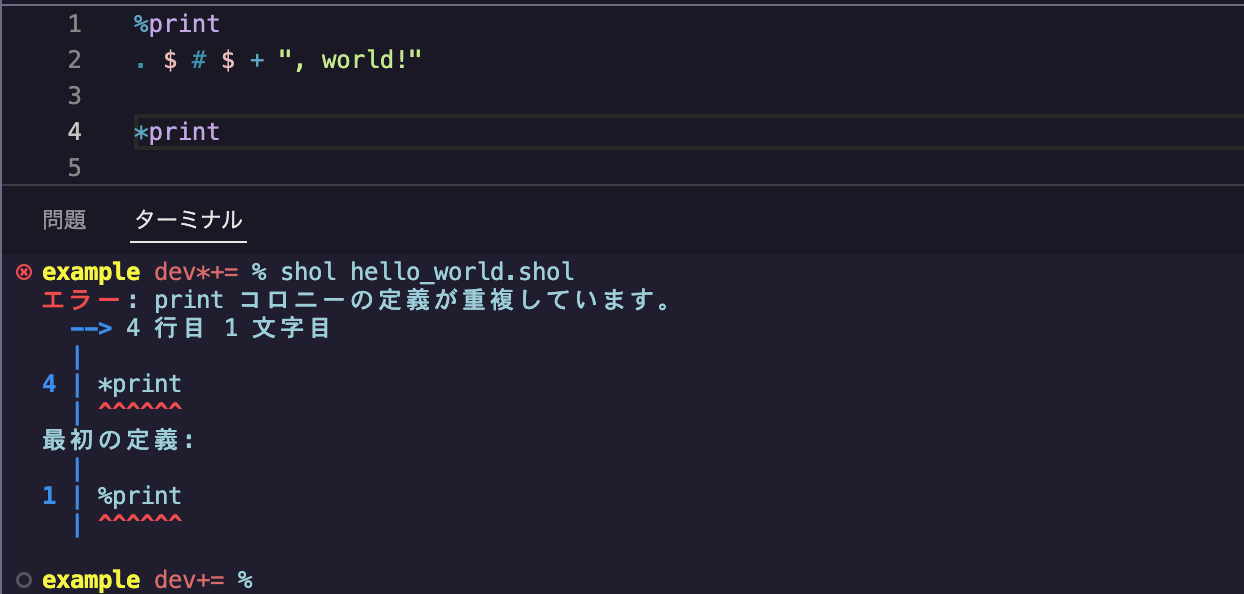 1 %print
2 . $ # $ + ", world!"
3
4 *print
5
問題 ターミナル
example dev*+= % shol hello_world.shol
エラー: print コロニーの定義が重複しています。
--> 4 行目 1 文字目
|
4 | *print
| ^^^^^^
最初の定義:
|
1 | %print
| ^^^^^^
example dev+= %